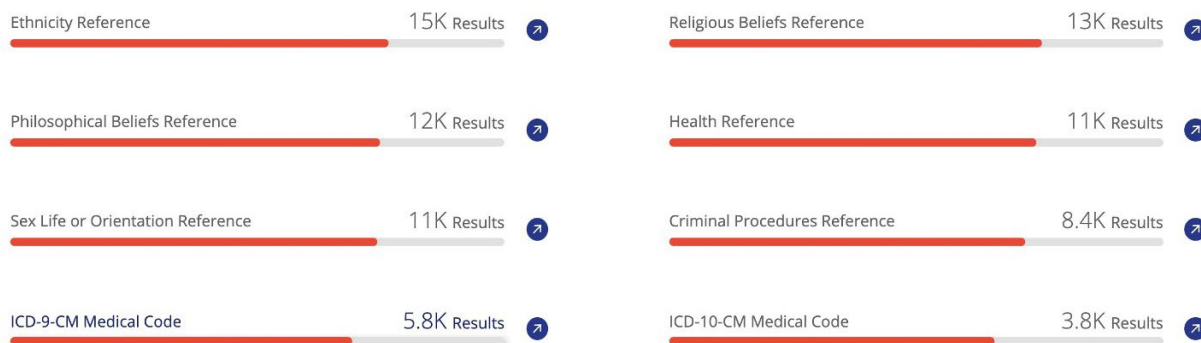 Ethnicity Reference 15K Results
Religious Beliefs Reference 13K Results
Philosophical Beliefs Reference 12K Results
Health Reference 11K Results
Sex Life or Orientation Reference 11K Results
Criminal Procedures Reference 8.4K Results
ICD-9-CM Medical Code 5.8K Results
ICD-10-CM Medical Code 3.8K Results